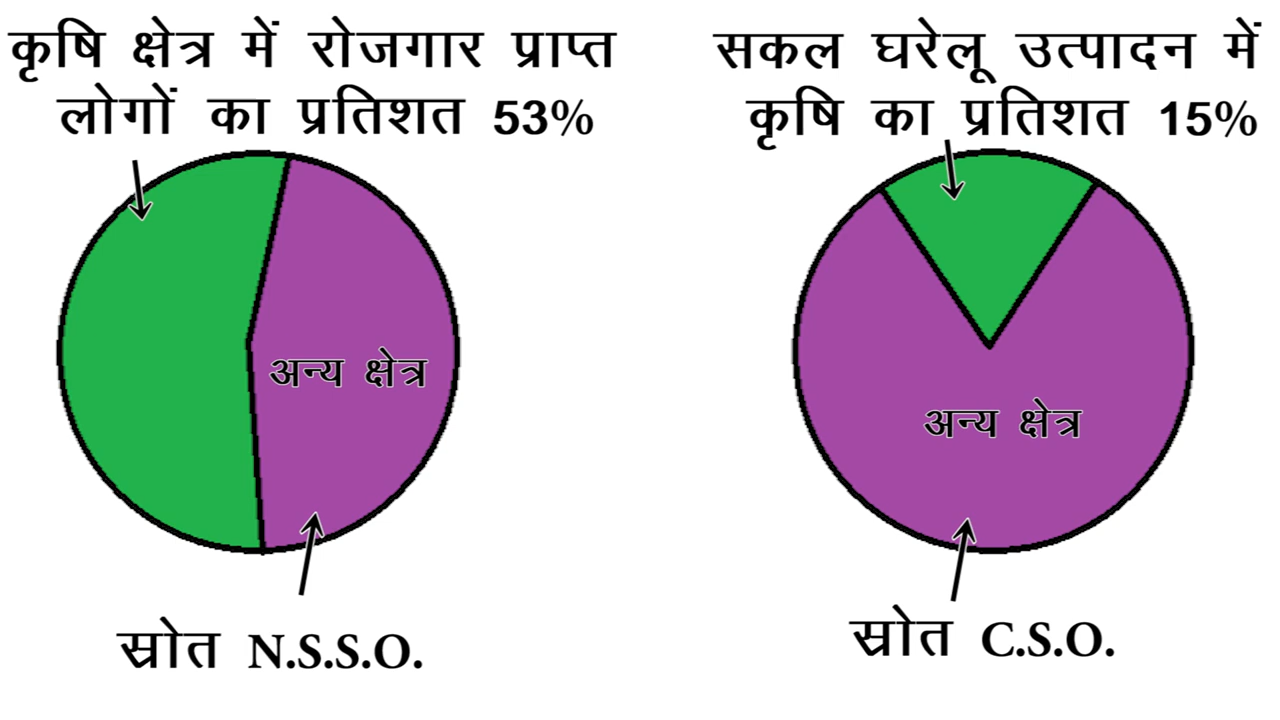 कृषि क्षेत्र में रोजगार प्राप्त
लोगों का प्रतिशत 53%
अन्य क्षेत्र
स्रोत N.S.S.O.
सकल घरेलू उत्पादन में
कृषि का प्रतिशत 15%
अन्य क्षेत्र
स्रोत C.S.O.